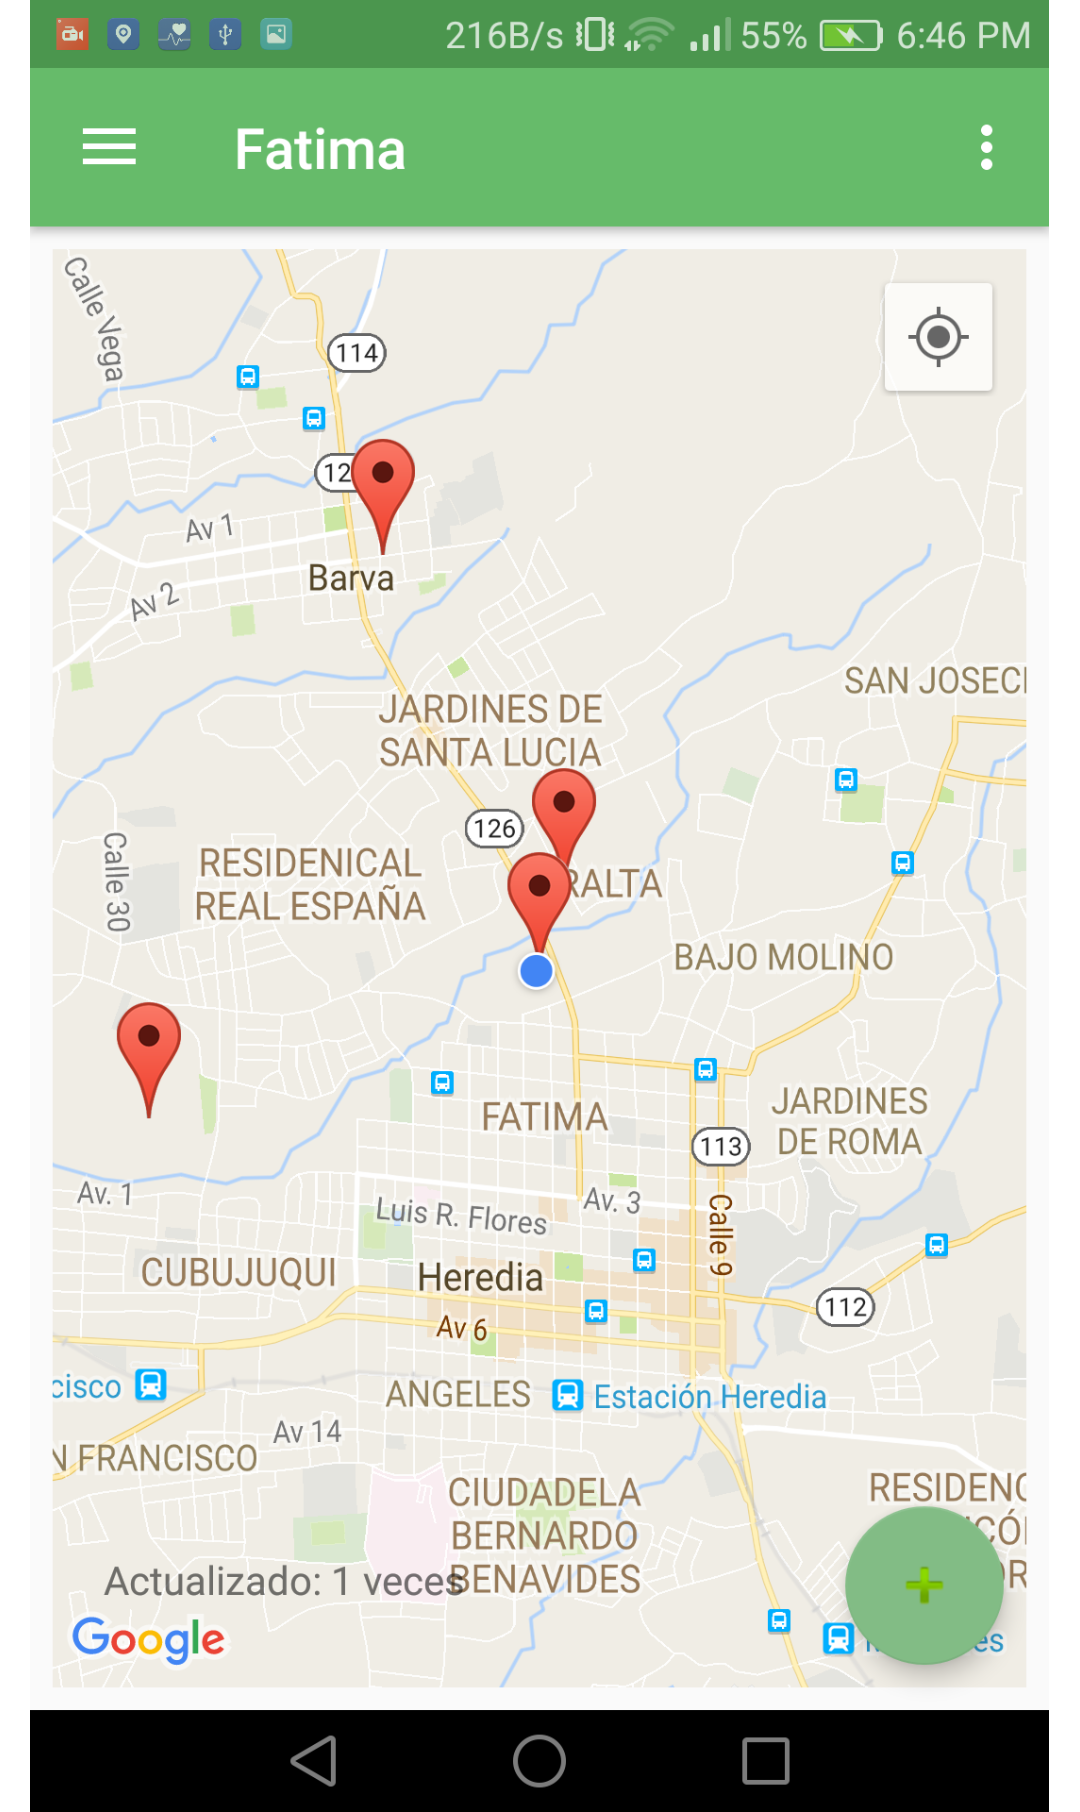 216B/s 55% 6:46 PM
Fatima
Calle Vega
114
12
Av 1
Barva
Av 2
SAN JOSECI
JARDINES DE
SANTA LUCIA
126
Calle 30
RESIDENICAL
REAL ESPAÑA
RALTA
BAJO MOLINO
JARDINES
DE ROMA
FATIMA
113
Av. 1
Luis R. Flores
Av. 3
Calle 9
CUBUJUQUI
Heredia
112
Av 6
cisco
ANGELES
Estación Heredia
Av 14
N FRANCISCO
RESIDENC
CIUDADELA
BERNARDO
BENAVIDES
Actualizado: 1 veces
Google